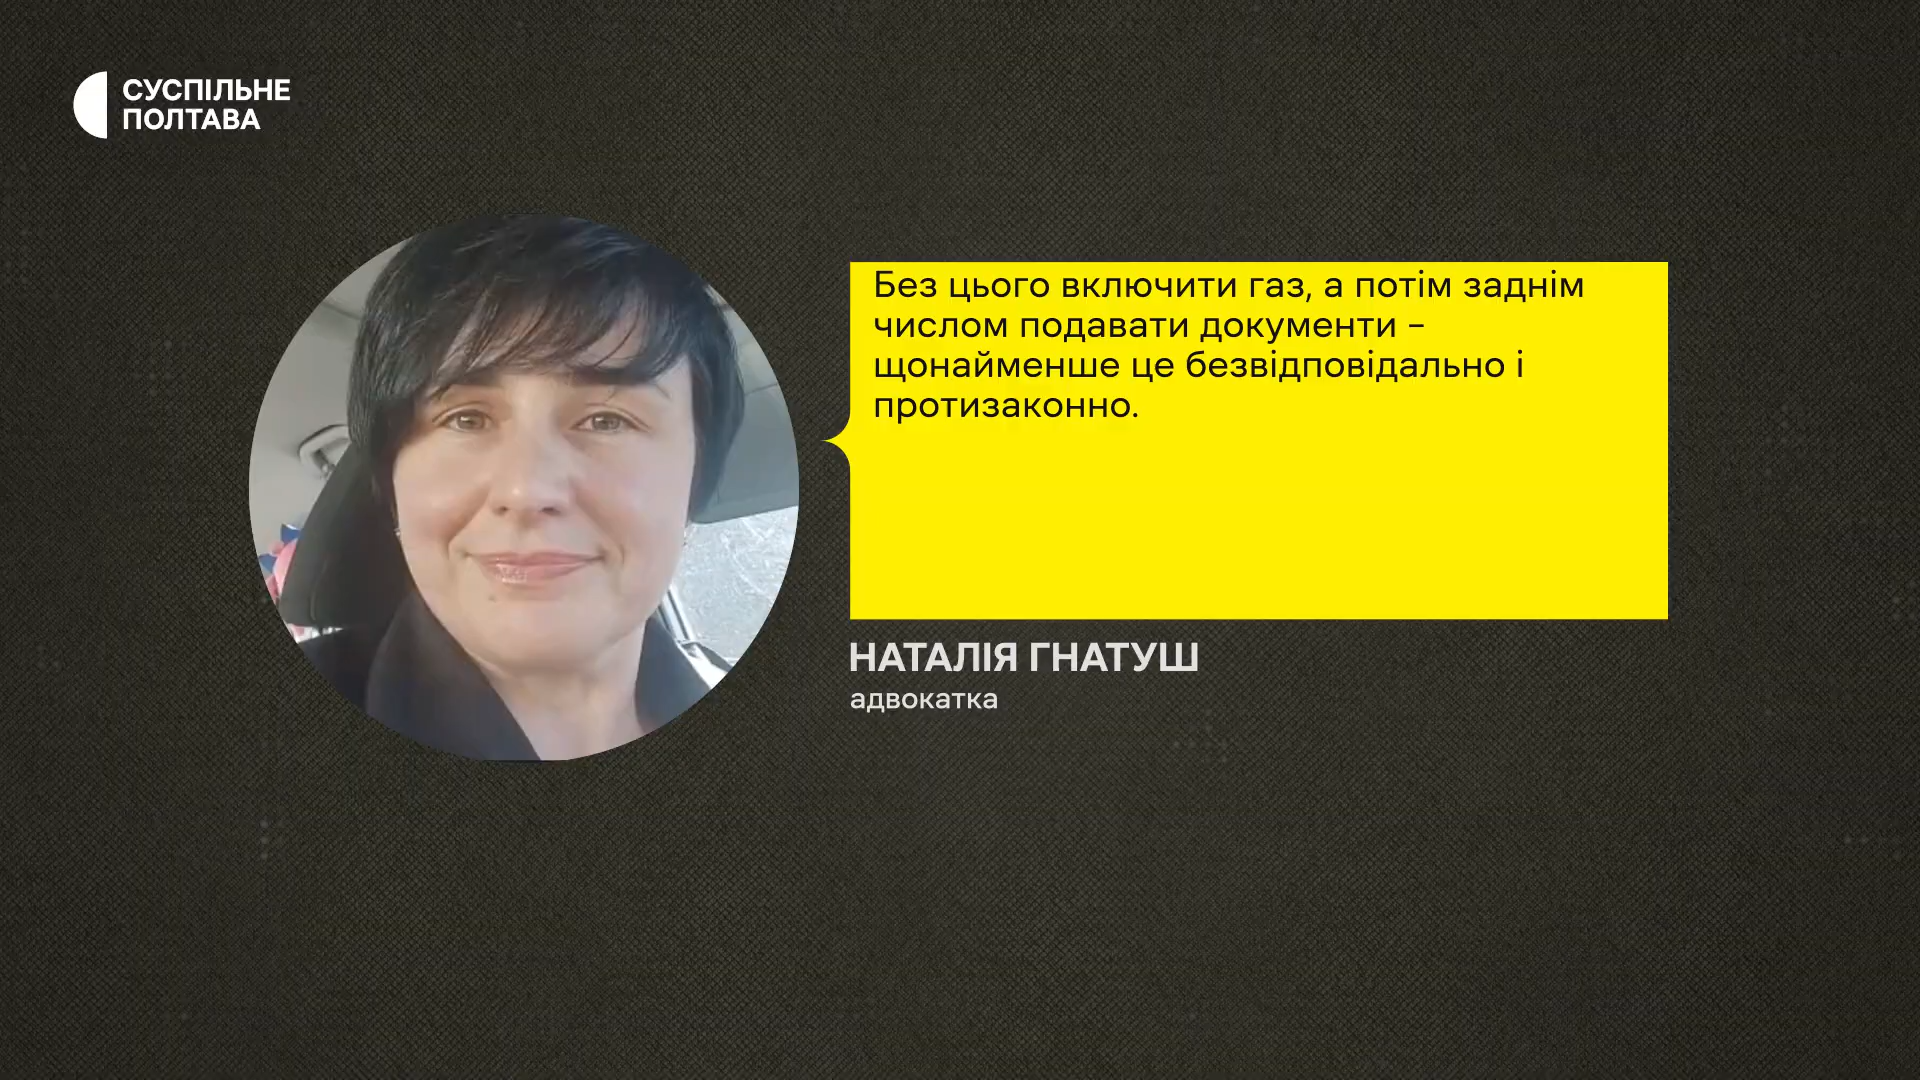 СУСПІЛЬНЕ
ПОЛТАВА
Без цього включити газ, а потім заднім
числом подавати документи –
щонайменше це безвідповідально і
протизаконно.
НАТАЛІЯ ГНАТУШ
адвокатка